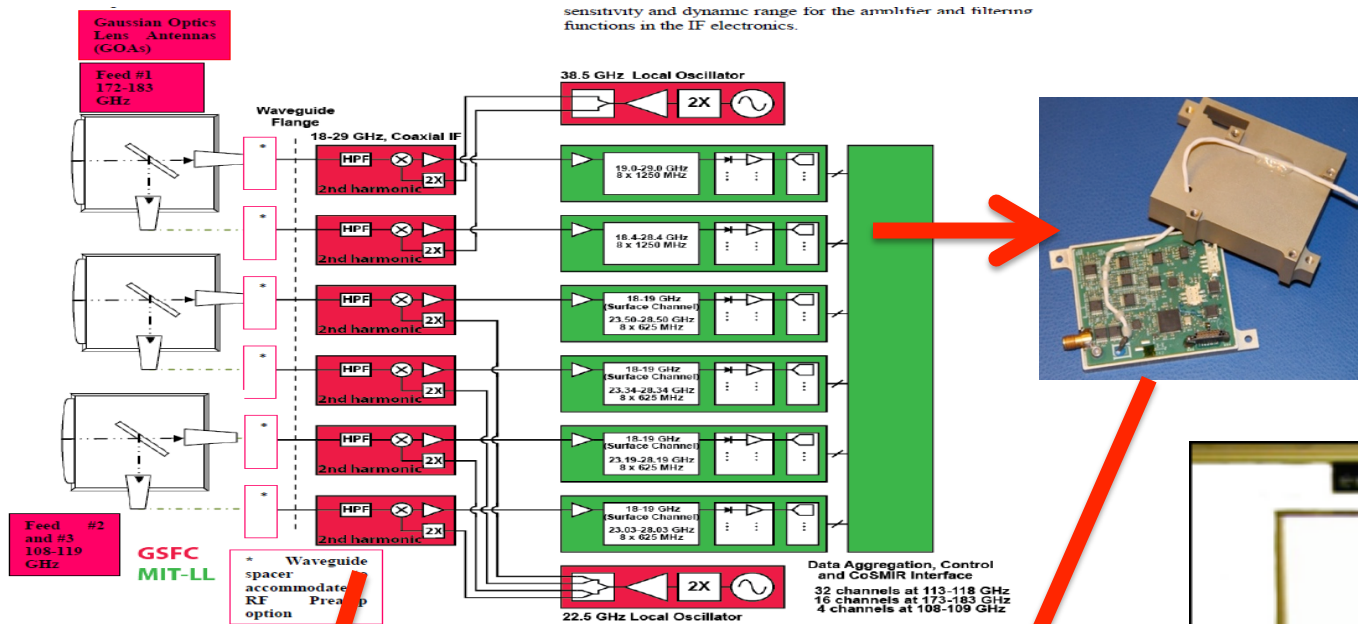 sensitivity and dynamic range for the amplifier and filtering
functions in the IF electronics.
Gaussian Optics
Lens Antennas
(GOAs)
Feed #1
172-183
GHz
Waveguide
Flange
18-29 GHz, Coaxial IF
38.5 GHz Local Oscillator
2X
*
HPF
2X
2nd harmonic
19.0-29.0 GHz
8 x 1250 MHz
*
HPF
2X
2nd harmonic
18.4-28.4 GHz
8 x 1250 MHz
*
HPF
2X
2nd harmonic
18-19 GHz
(Surface Channel)
23.50-28.50 GHz
8 x 625 MHz
*
HPF
2X
2nd harmonic
18-19 GHz
(Surface Channel)
23.34-28.34 GHz
8 x 625 MHz
*
HPF
2X
2nd harmonic
18-19 GHz
(Surface Channel)
23.19-28.19 GHz
8 x 625 MHz
*
HPF
2X
2nd harmonic
18-19 GHz
(Surface Channel)
23.03-28.03 GHz
8 x 625 MHz
Feed #2
and #3
108-119
GHz
GSFC
MIT-LL
* Waveguide
spacer
accommodate
RF
option
2X
22.5 GHz Local Oscillator
Data Aggregation, Control
and CoSMIR Interface
32 channels at 113-118 GHz
16 channels at 173-183 GHz
4 channels at 108-109 GHz